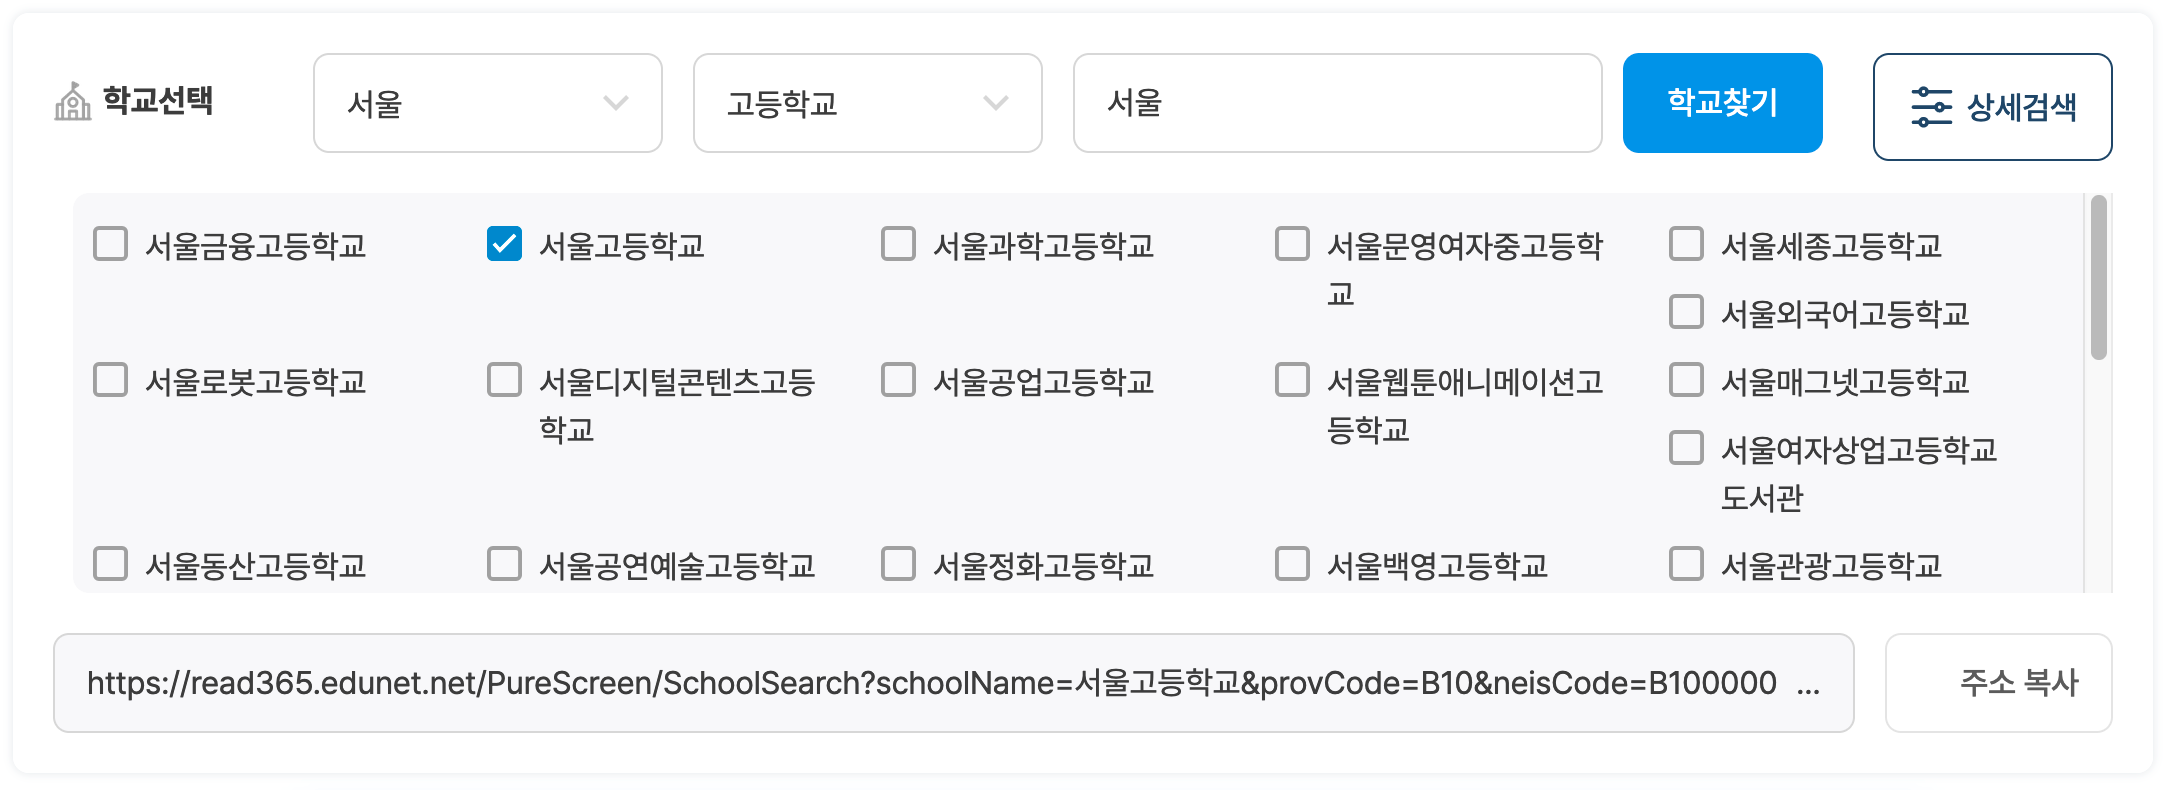 학교선택
서울
고등학교
서울
학교찾기
상세검색
서울금융고등학교
서울고등학교
서울과학고등학교
서울문영여자중고등학
교
서울세종고등학교
서울외국어고등학교
서울로봇고등학교
서울디지털콘텐츠고등
학교
서울공업고등학교
서울웹툰애니메이션고
등학교
서울매그넷고등학교
서울여자상업고등학교
도서관
서울동산고등학교
서울공연예술고등학교
서울정화고등학교
서울백영고등학교
서울관광고등학교
https://read365.edunet.net/PureScreen/SchoolSearch?schoolName=서울고등학교&provCode=B10&neisCode=B100000 ...
주소 복사